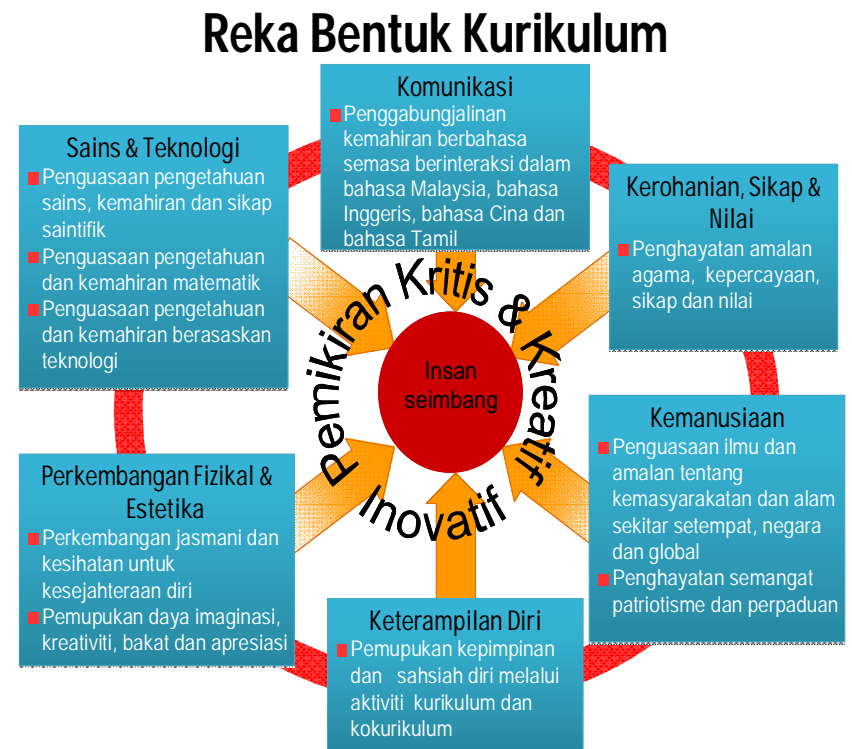 Reka Bentuk Kurikulum
Komunikasi
Penggabungjalinan
kemahiran berbahasa
semasa berinteraksi dalam
bahasa Malaysia, bahasa
Inggeris, bahasa Cina dan
bahasa Tamil
Sains & Teknologi
Penguasaan pengetahuan
sains, kemahiran dan sikap
saintifik
Penguasaan pengetahuan
dan kemahiran matematik
Penguasaan pengetahuan
dan kemahiran berasaskan
teknologi
Kerohanian, Sikap &
Nilai
Penghayatan amalan
agama, kepercayaan,
sikap dan nilai
Pemikiran Kritis & Kreatif
Inovatif
Insan
seimbang
Kemanusiaan
Penguasaan ilmu dan
amalan tentang
kemasyarakatan dan alam
sekitar setempat, negara
dan global
Penghayatan semangat
patriotisme dan perpaduan
Perkembangan Fizikal &
Estetika
Perkembangan jasmani dan
kesihatan untuk
kesejahteraan diri
Pemupukan daya imaginasi,
kreativiti, bakat dan apresiasi
Keterampilan Diri
Pemupukan kepimpinan
dan sahsiah diri melalui
aktiviti kurikulum dan
kokurikulum